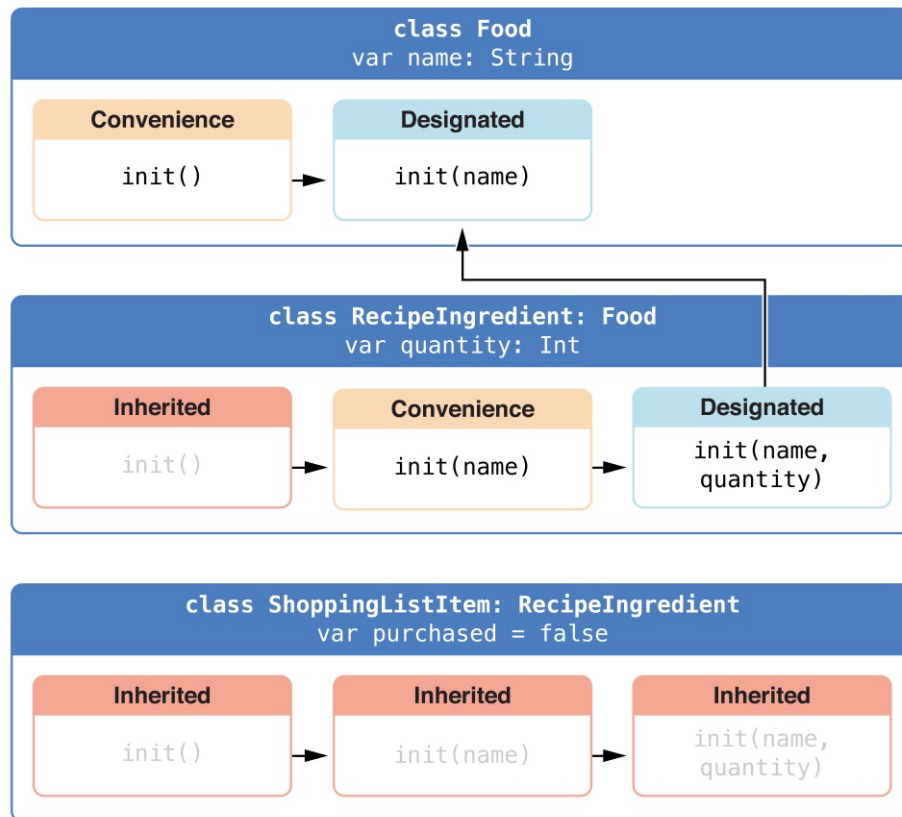 class Food
var name: String
Convenience
Designated
init()
init(name)
class RecipeIngredient: Food
var quantity: Int
Inherited
Convenience
Designated
init()
init(name)
init(name,
quantity)
class ShoppingListItem: RecipeIngredient
var purchased = false
Inherited
Inherited
Inherited
init()
init(name)
init(name,
quantity)